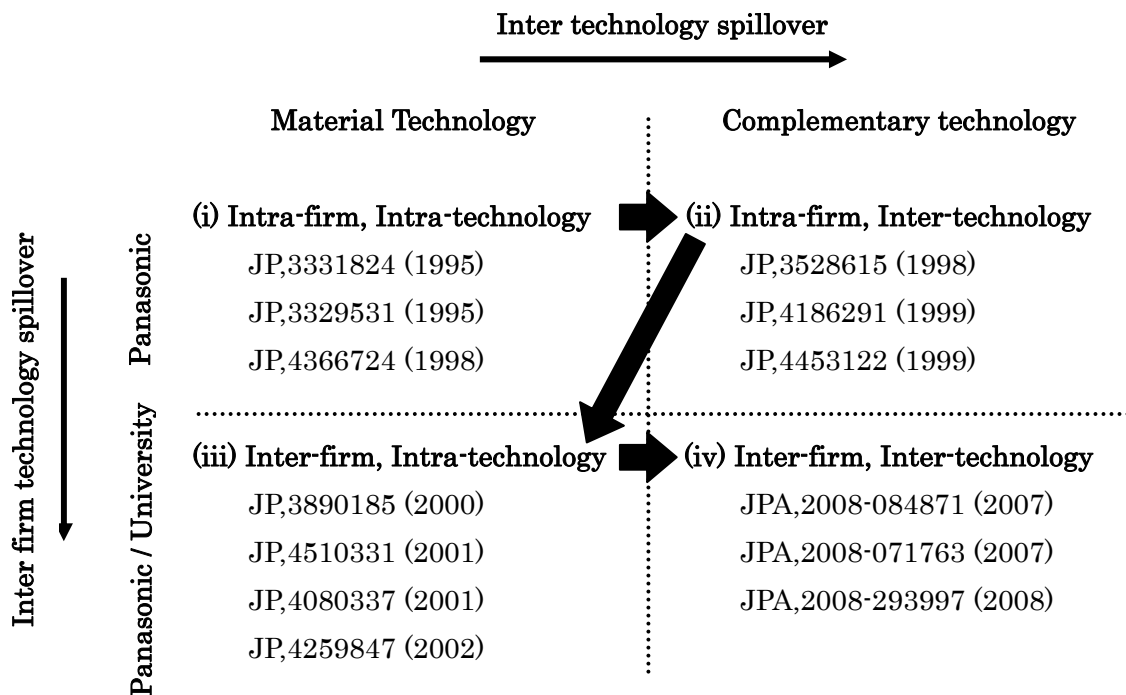 Inter technology spillover
Material Technology
Complementary technology
Inter firm technology spillover
Panasonic
(i) Intra-firm, Intra-technology
JP,3331824 (1995)
JP,3329531 (1995)
JP,4366724 (1998)
(ii) Intra-firm, Inter-technology
JP,3528615 (1998)
JP,4186291 (1999)
JP,4453122 (1999)
Panasonic / University
(iii) Inter-firm, Intra-technology
JP,3890185 (2000)
JP,4510331 (2001)
JP,4080337 (2001)
JP,4259847 (2002)
(iv) Inter-firm, Inter-technology
JPA,2008-084871 (2007)
JPA,2008-071763 (2007)
JPA,2008-293997 (2008)